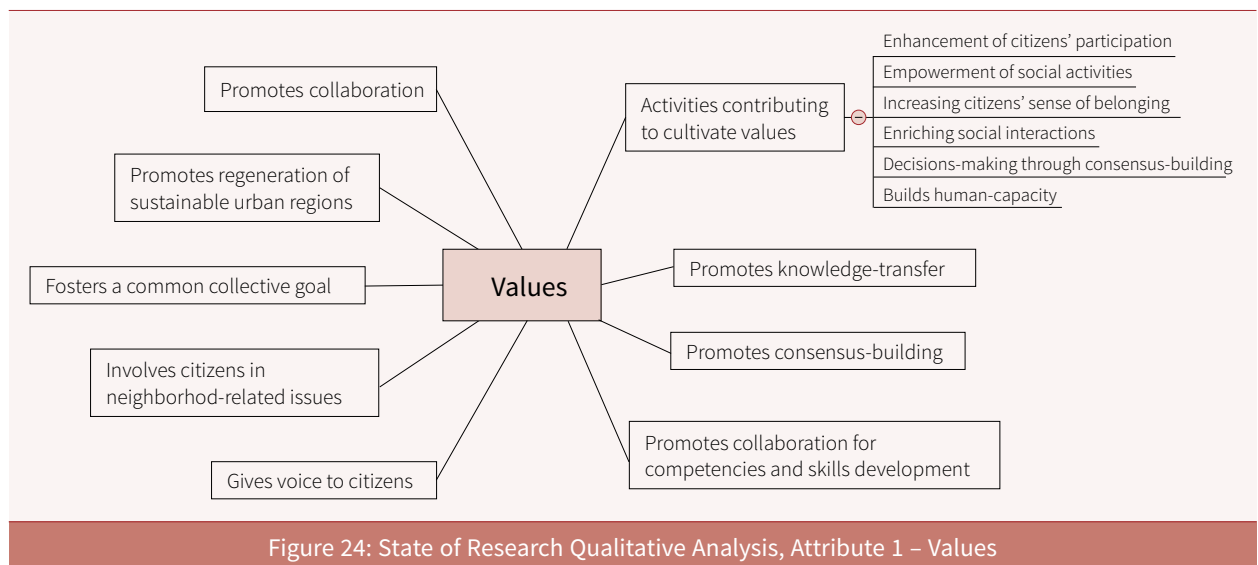 Promotes collaboration
Promotes regeneration of
sustainable urban regions
Fosters a common collective goal
Involves citizens in
neighborhod-related issues
Gives voice to citizens
Values
Activities contributing
to cultivate values
Enhancement of citizens’ participation
Empowerment of social activities
Increasing citizens’ sense of belonging
Enriching social interactions
Decisions-making through consensus-building
Builds human-capacity
Promotes knowledge-transfer
Promotes consensus-building
Promotes collaboration for
competencies and skills development
Figure 24: State of Research Qualitative Analysis, Attribute 1 – Values